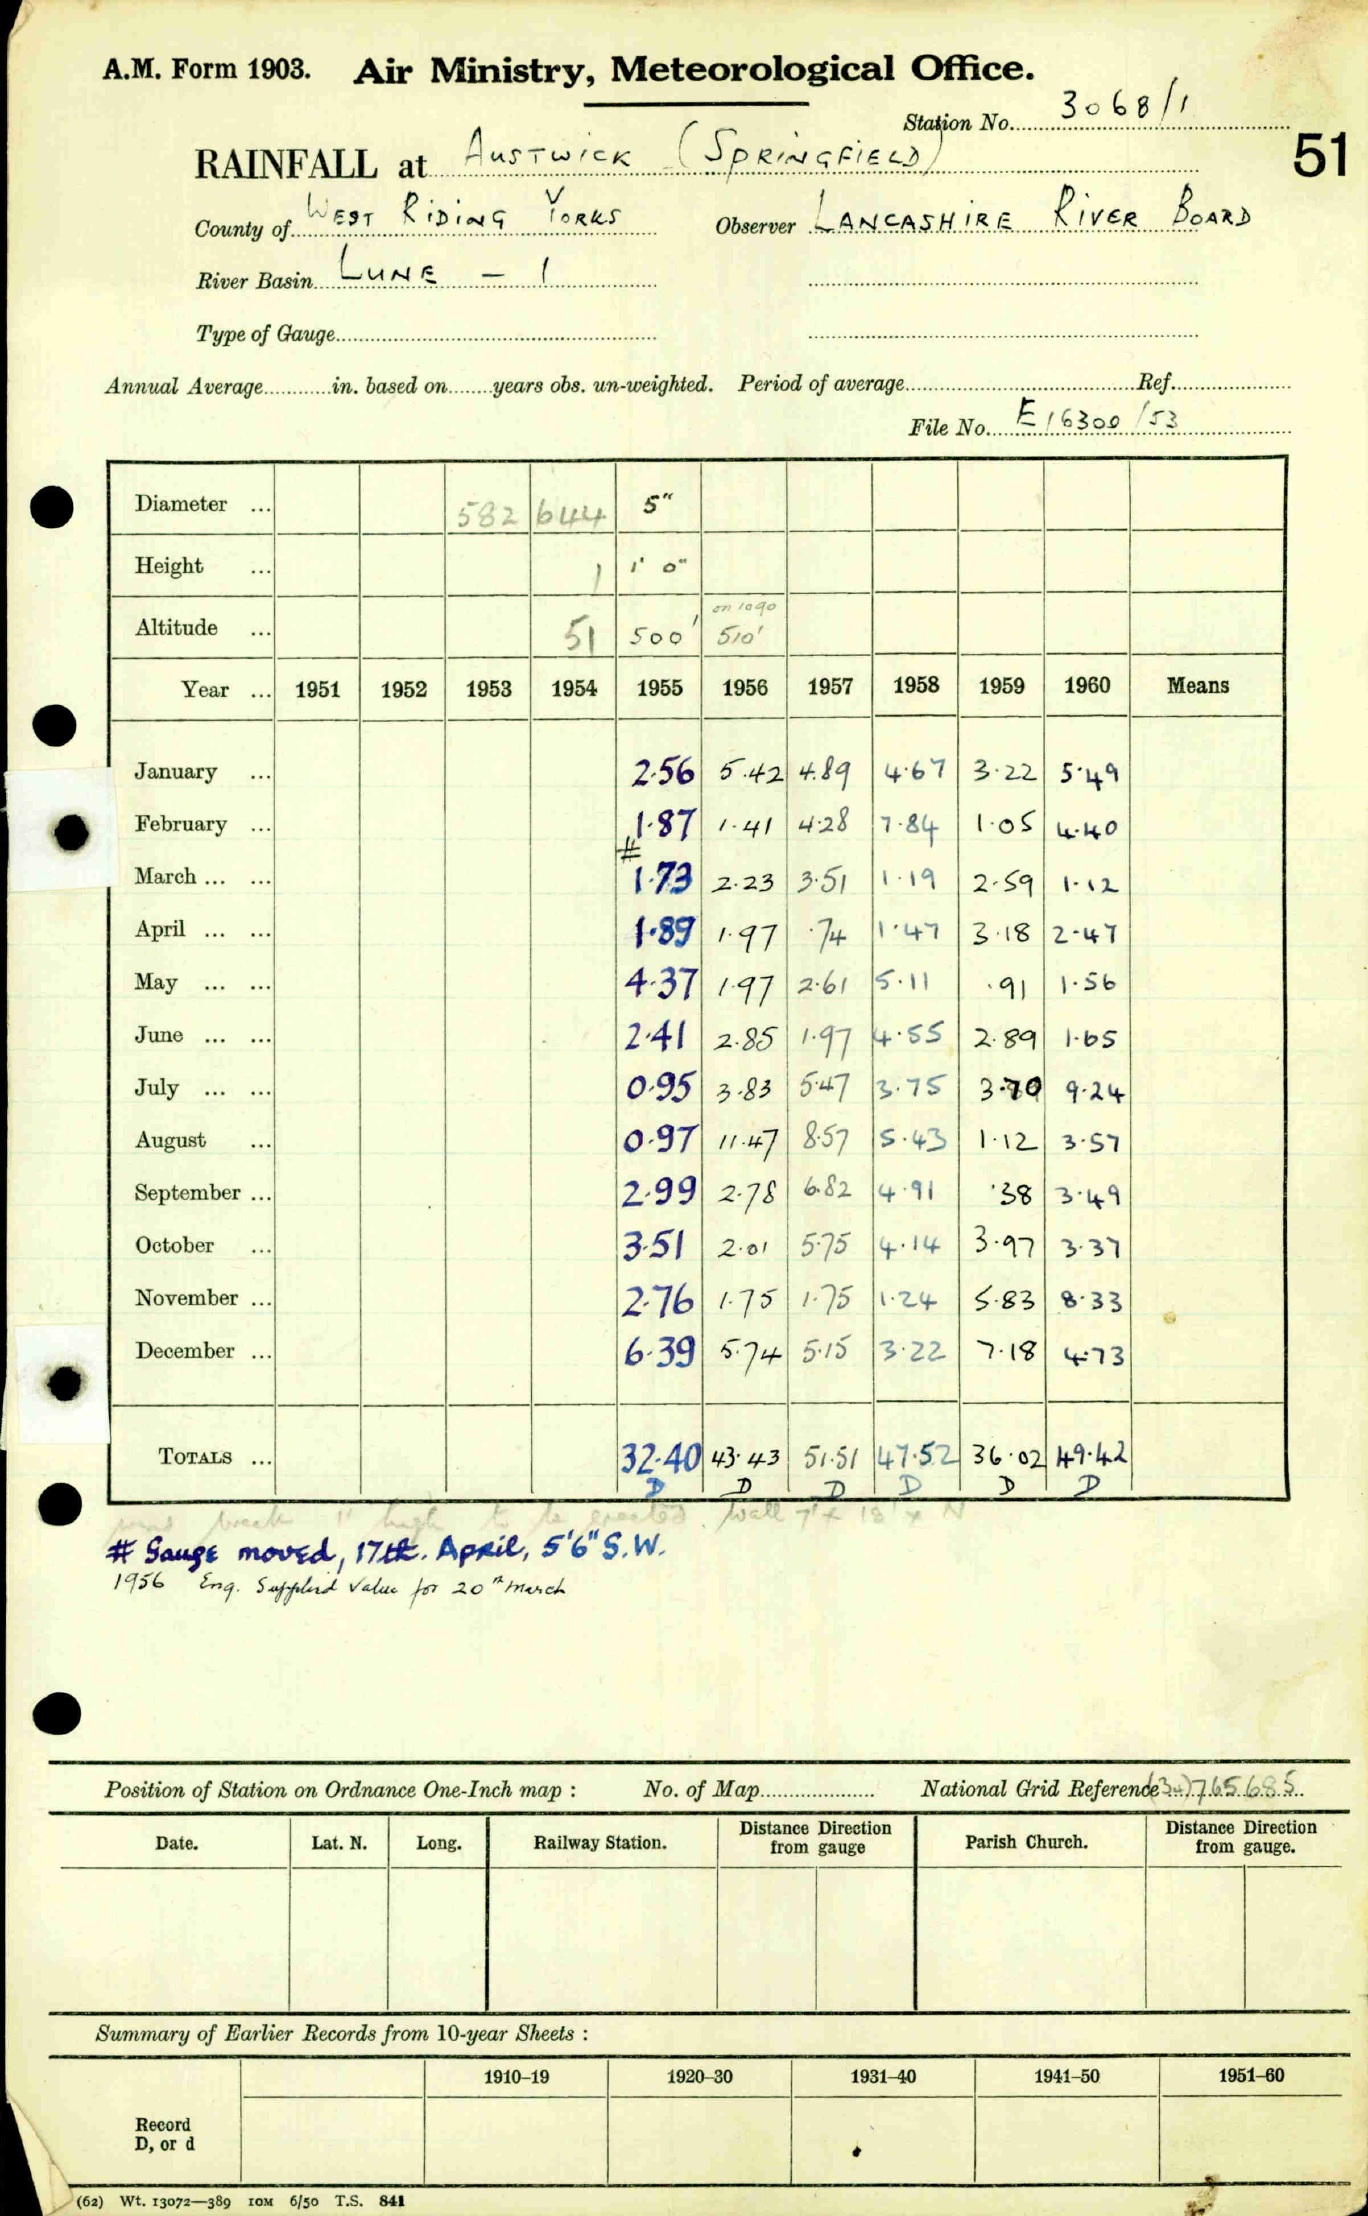 A.M. Form 1903. Air Ministry, Meteorological Office.
Station No. 3068/1
51
RAINFALL at AUSTWICK (SPRINGFIELD)
County of WEST RIDING YORKS Observer LANCASHIRE RIVER BOARD
River Basin LUNE – 1
Type of Gauge
Annual Average in. based on years obs. un-weighted. Period of average Ref.
File No. E16300/53
Diameter ... 582 644 5"
Height ... 1 1' 0"
on 1090
Altitude ... 51 500' 510'
Year ... 1951 1952 1953 1954 1955 1956 1957 1958 1959 1960 Means
January ... 2.56 5.42 4.89 4.67 3.22 5.49
February ... 1.87 1.41 4.28 7.84 1.05 4.40
March ... ... # 1.73 2.23 3.51 1.19 2.59 1.12
April ... ... 1.89 1.97 .74 1.47 3.18 2.47
May ... ... 4.37 1.97 2.61 5.11 .91 1.56
June ... ... 2.41 2.85 1.97 4.55 2.89 1.65
July ... ... 0.95 3.83 5.47 3.75 3.70 9.24
August ... 0.97 11.47 8.57 5.43 1.12 3.57
September ... 2.99 2.78 6.82 4.91 .38 3.49
October ... 3.51 2.01 5.75 4.14 3.97 3.37
November ... 2.76 1.75 1.75 1.24 5.83 8.33
December ... 6.39 5.74 5.15 3.22 7.18 4.73
TOTALS ... 32.40 43.43 51.51 47.52 36.02 49.42
D D D D D D
high to be erected. Wall 7' x 18' x N
# Gauge moved, 17th. April, 5'6" S.W.
1956 Eng. Supplied value for 20th March
Position of Station on Ordnance One-Inch map : No. of Map National Grid Reference (34)765685
Date. Lat. N. Long. Railway Station. Distance Direction from gauge Parish Church. Distance Direction from gauge.
Summary of Earlier Records from 10-year Sheets :
1910–19 1920–30 1931–40 1941–50 1951–60
Record
D, or d
(62) Wt. 13072—389 10M 6/50 T.S. 841